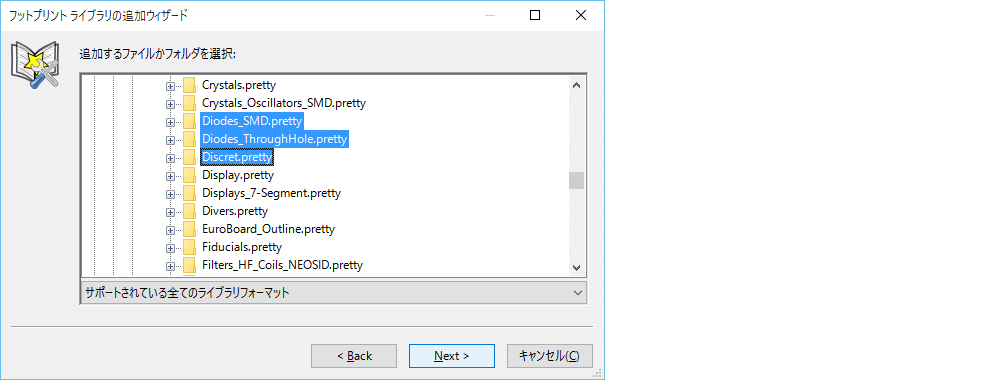 フットプリント ライブラリの追加ウィザード
追加するファイルかフォルダを選択:
Crystals.pretty
Crystals_Oscillators_SMD.pretty
Diodes_SMD.pretty
Diodes_ThroughHole.pretty
Discret.pretty
Display.pretty
Displays_7-Segment.pretty
Divers.pretty
EuroBoard_Outline.pretty
Fiducials.pretty
Filters_HF_Coils_NEOSID.pretty
サポートされている全てのライブラリフォーマット
< Back
Next >
キャンセル(C)